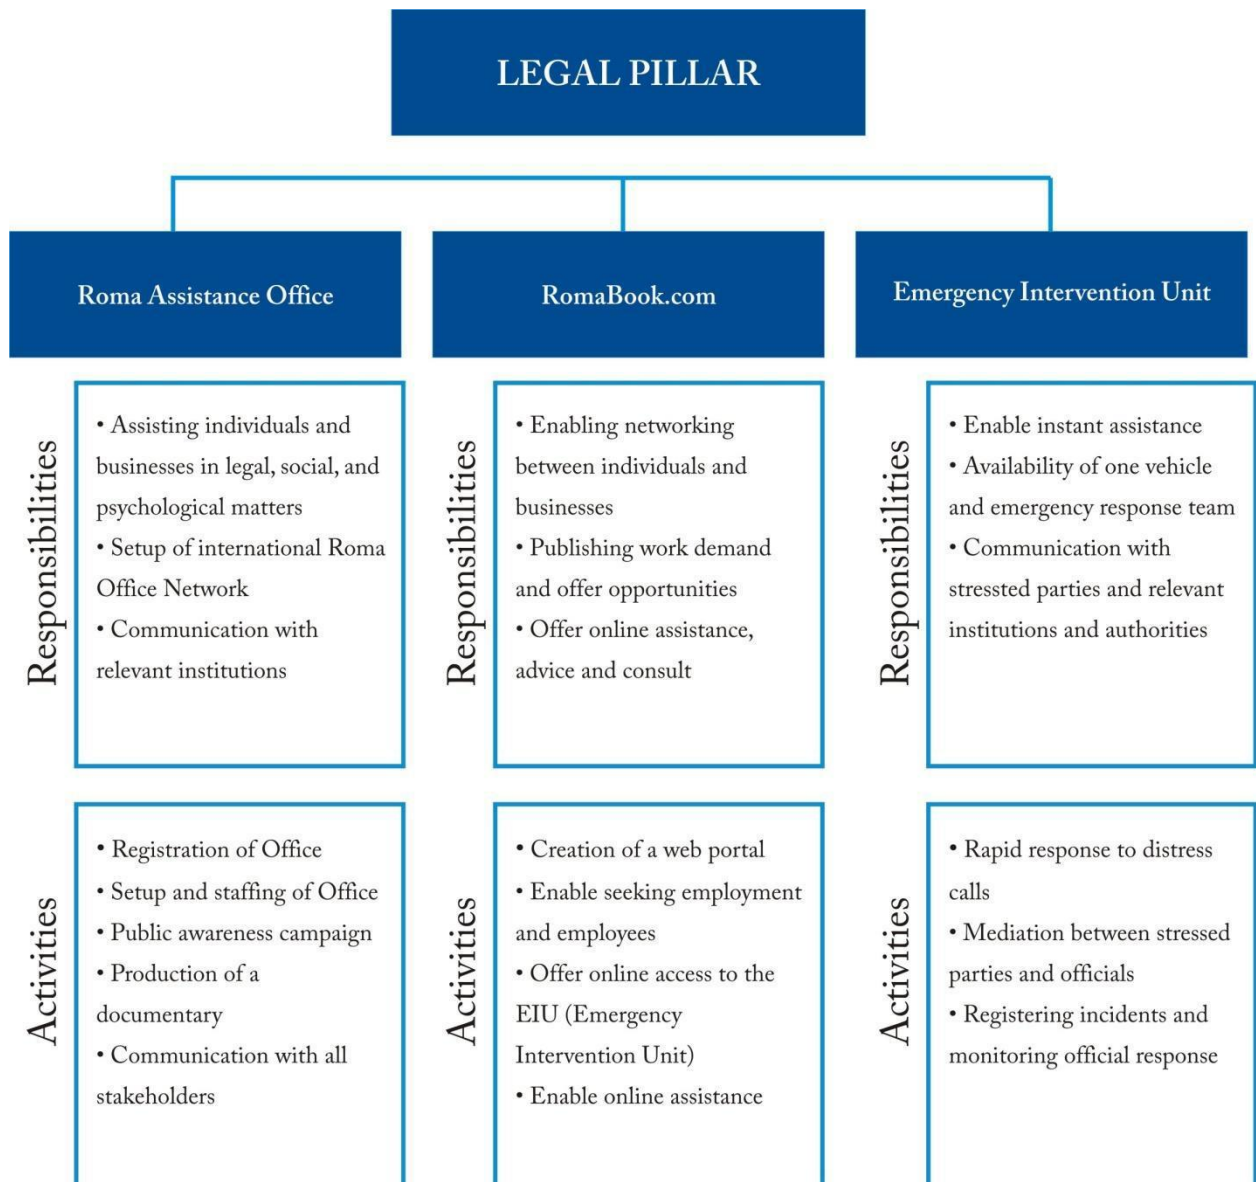 LEGAL PILLAR
Roma Assistance Office
RomaBook.com
Emergency Intervention Unit
Responsibilities
• Assisting individuals and
businesses in legal, social, and
psychological matters
• Setup of international Roma
Office Network
• Communication with
relevant institutions
Responsibilities
• Enabling networking
between individuals and
businesses
• Publishing work demand
and offer opportunities
• Offer online assistance,
advice and consult
Responsibilities
• Enable instant assistance
• Availability of one vehicle
and emergency response team
• Communication with
stressted parties and relevant
institutions and authorities
Activities
• Registration of Office
• Setup and staffing of Office
• Public awareness campaign
• Production of a
documentary
• Communication with all
stakeholders
Activities
• Creation of a web portal
• Enable seeking employment
and employees
• Offer online access to the
EIU (Emergency
Intervention Unit)
• Enable online assistance
Activities
• Rapid response to distress
calls
• Mediation between stressed
parties and officials
• Registering incidents and
monitoring official response